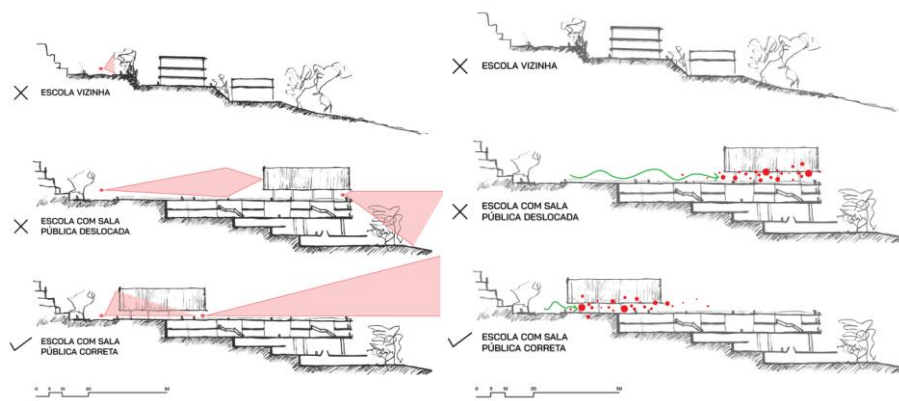 ESCOLA VIZINHA
ESCOLA COM SALA
PÚBLICA DESLOCADA
ESCOLA COM SALA
PÚBLICA CORRETA
0 5 10 20 50
ESCOLA VIZINHA
ESCOLA COM SALA
PÚBLICA DESLOCADA
ESCOLA COM SALA
PÚBLICA CORRETA
0 5 10 20 50